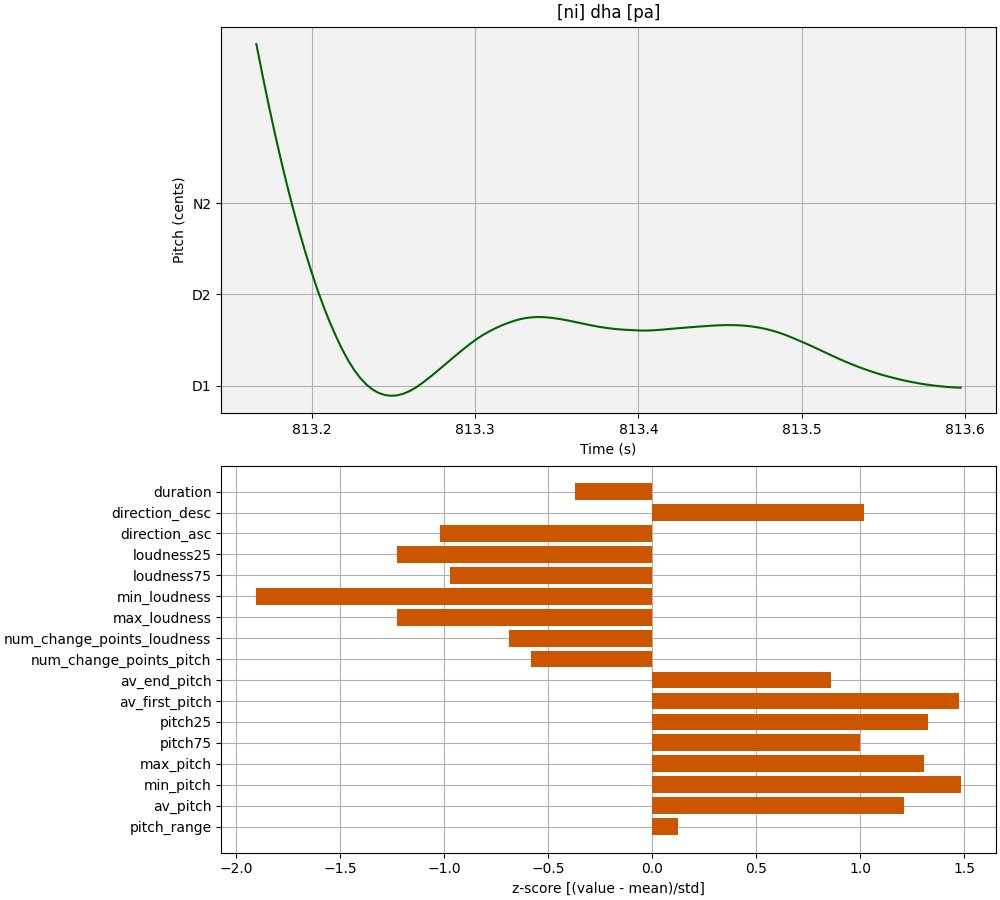 [ni] dha [pa]
Pitch (cents)
N2
D2
D1
813.2 813.3 813.4 813.5 813.6
Time (s)
duration
direction_desc
direction_asc
loudness25
loudness75
min_loudness
max_loudness
num_change_points_loudness
num_change_points_pitch
av_end_pitch
av_first_pitch
pitch25
pitch75
max_pitch
min_pitch
av_pitch
pitch_range
−2.0 −1.5 −1.0 −0.5 0.0 0.5 1.0 1.5
z-score [(value - mean)/std]